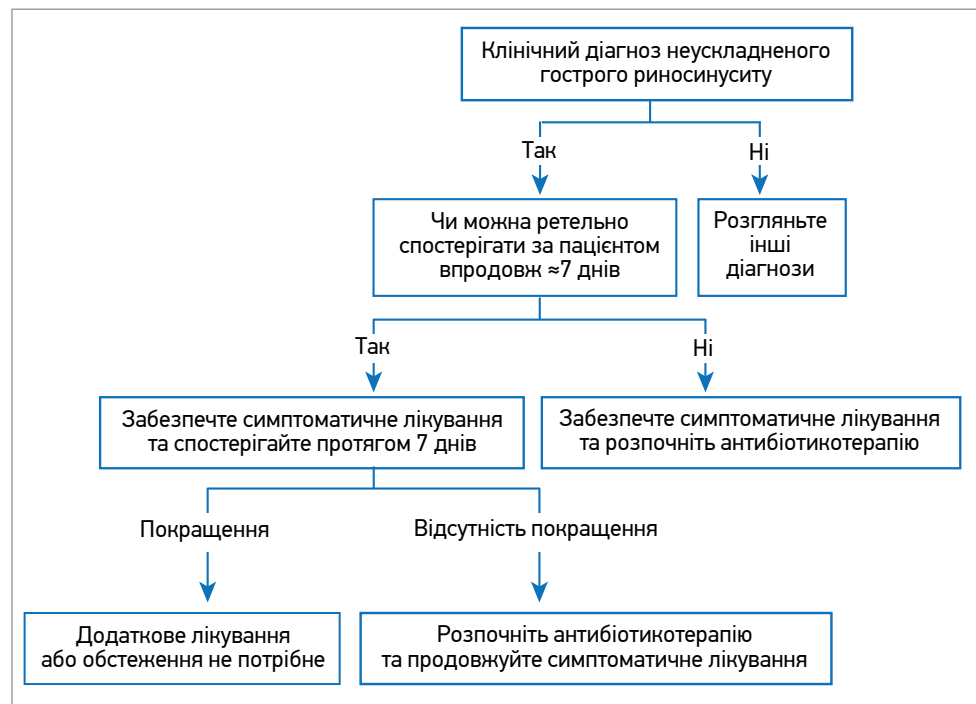 Клінічний діагноз неускладненого
гострого риносинуситу
Так
Ні
Чи можна ретельно
спостерігати за пацієнтом
впродовж ≈7 днів
Розгляньте
інші
діагнози
Так
Ні
Забезпечте симптоматичне лікування
та спостерігайте протягом 7 днів
Забезпечте симптоматичне лікування
та розпочніть антибіотикотерапію
Покращення
Відсутність покращення
Додаткове лікування
або обстеження не потрібне
Розпочніть антибіотикотерапію
та продовжуйте симптоматичне лікування